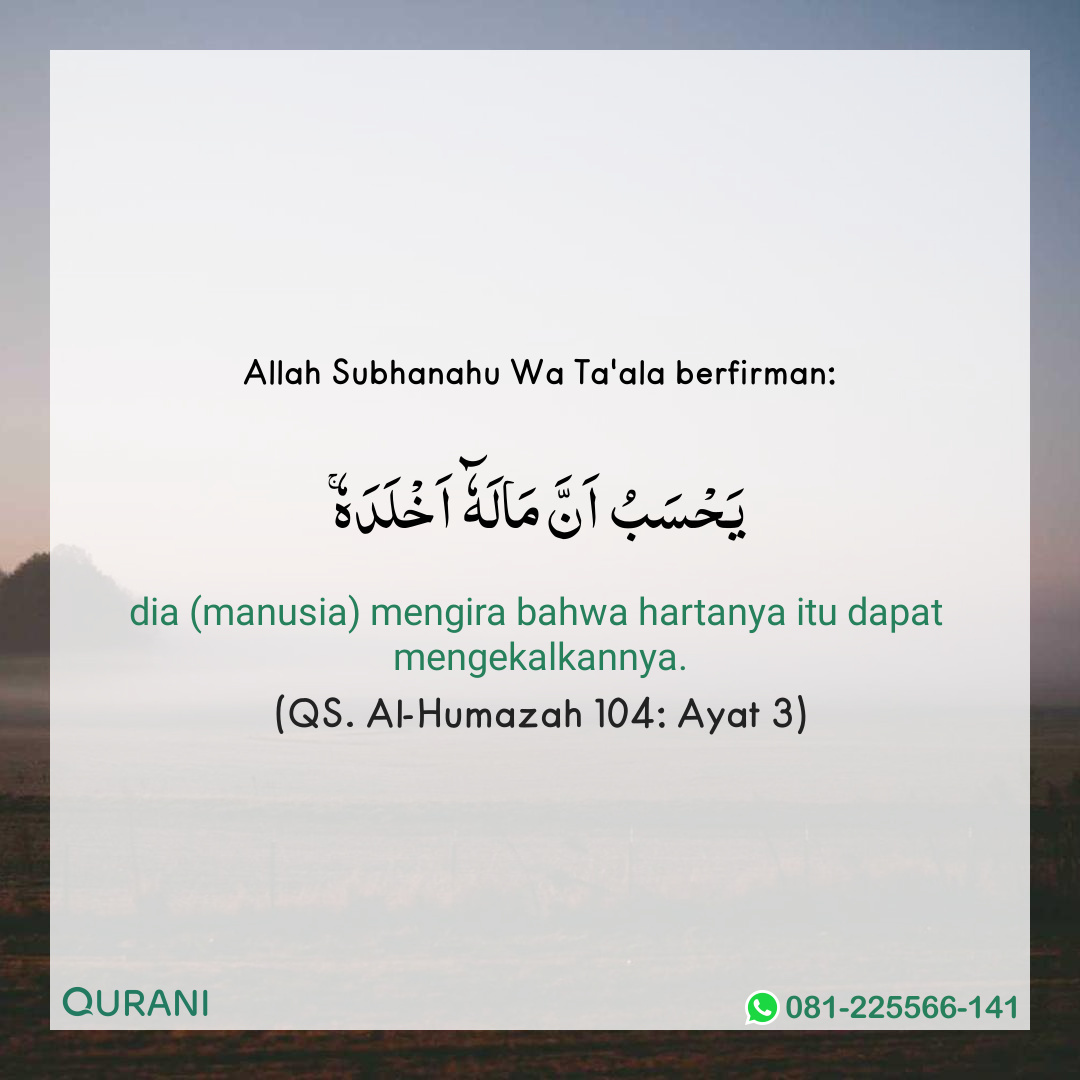 Allah Subhanahu Wa Ta'ala berfirman:
يَحْسَبُ اَنَّ مَالَهٗٓ اَخْلَدَهٗۚ
dia (manusia) mengira bahwa hartanya itu dapat
mengekalkannya.
(QS. Al-Humazah 104: Ayat 3)
QURANI
081-225566-141